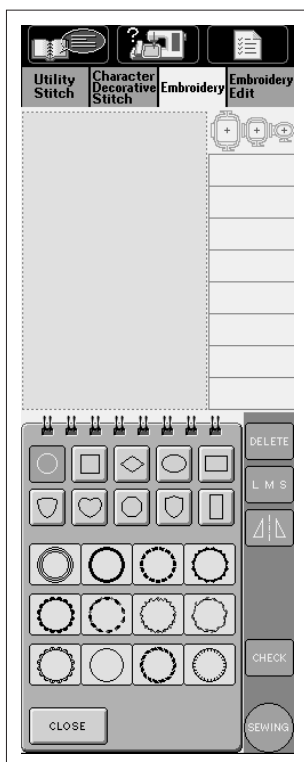 Utility
Stitch
Character
Decorative
Stitch
Embroidery
Embroidery
Edit
DELETE
L M S
CHECK
CLOSE
SEWING